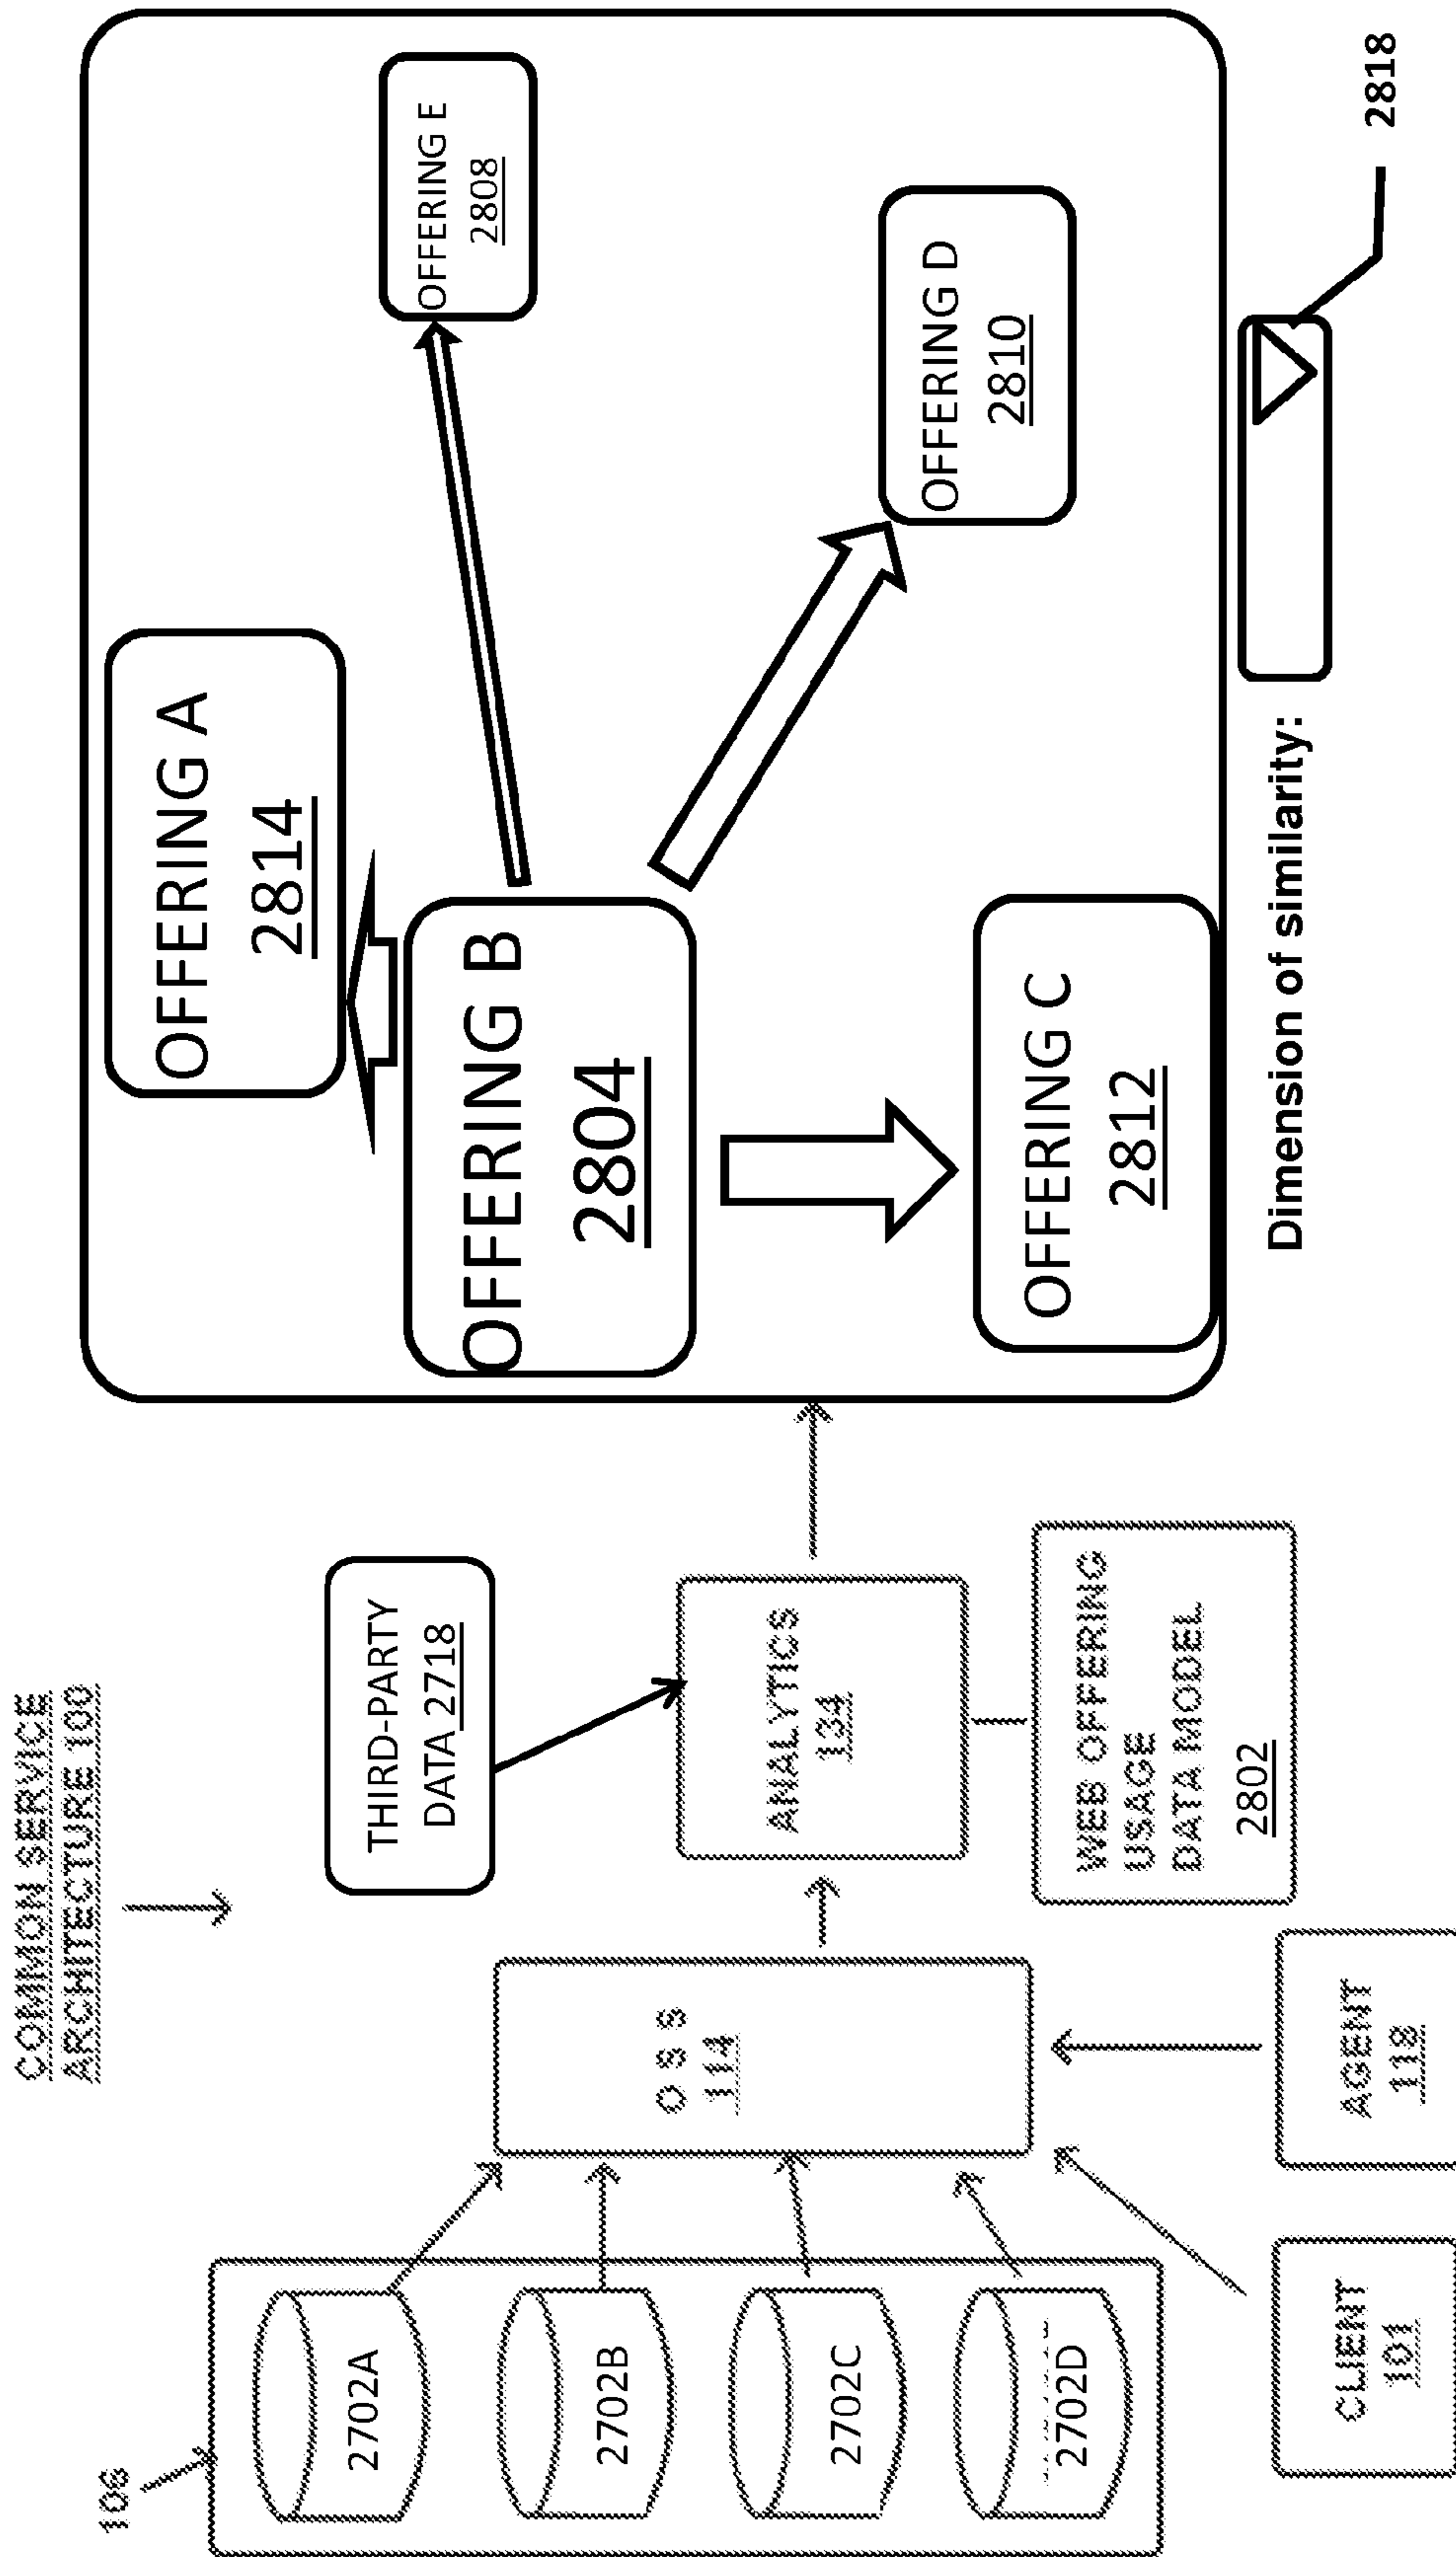 COMMON SERVICE
ARCHITECTURE 100
106
2702A
2702B
2702C
2702D
CLIENT
101
AGENT
118
O S S
114
THIRD-PARTY
DATA 2718
ANALYTICS
134
WEB OFFERING
USAGE
DATA MODEL
2802
OFFERING A
2814
OFFERING B
2804
OFFERING C
2812
OFFERING D
2810
OFFERING E
2808
Dimension of similarity:
2818